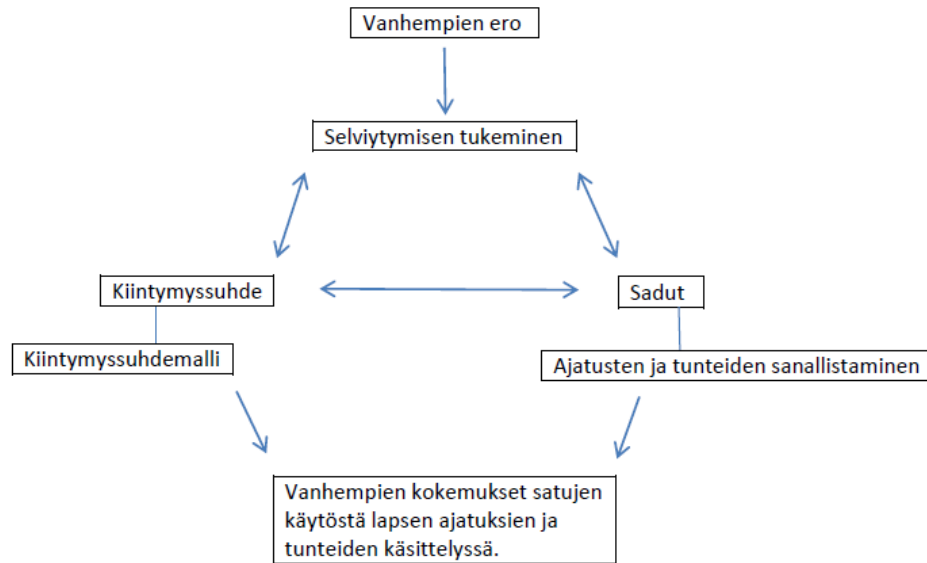 Vanhempien ero
Selviytymisen tukeminen
Kiintymyssuhde
Sadut
Kiintymyssuhdemalli
Ajatusten ja tunteiden sanallistaminen
Vanhempien kokemukset satujen
käytöstä lapsen ajatuksien ja
tunteiden käsittelyssä.